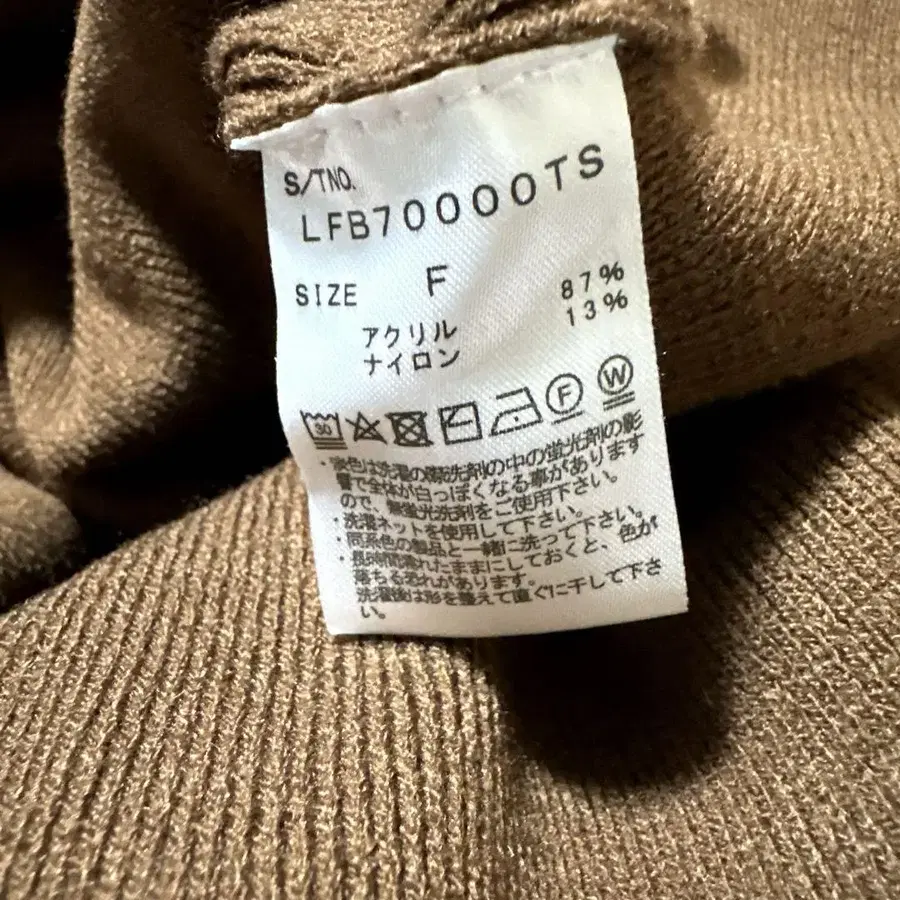 S/TNO.
LFB70000TS
SIZE F
アクリル 87%
ナイロン 13%
30 F W
・淡色は洗濯の際洗剤の中の蛍光剤の影
響で全体が白っぽくなる事があります
ので、無蛍光洗剤をご使用下さい。
・洗濯ネットを使用して下さい。
・同系色の製品と一緒に洗って下さい。
・長時間濡れたままにしておくと、色が
落ちる恐れがあります。
洗濯後は形を整えて直ぐに干して下さ
い。